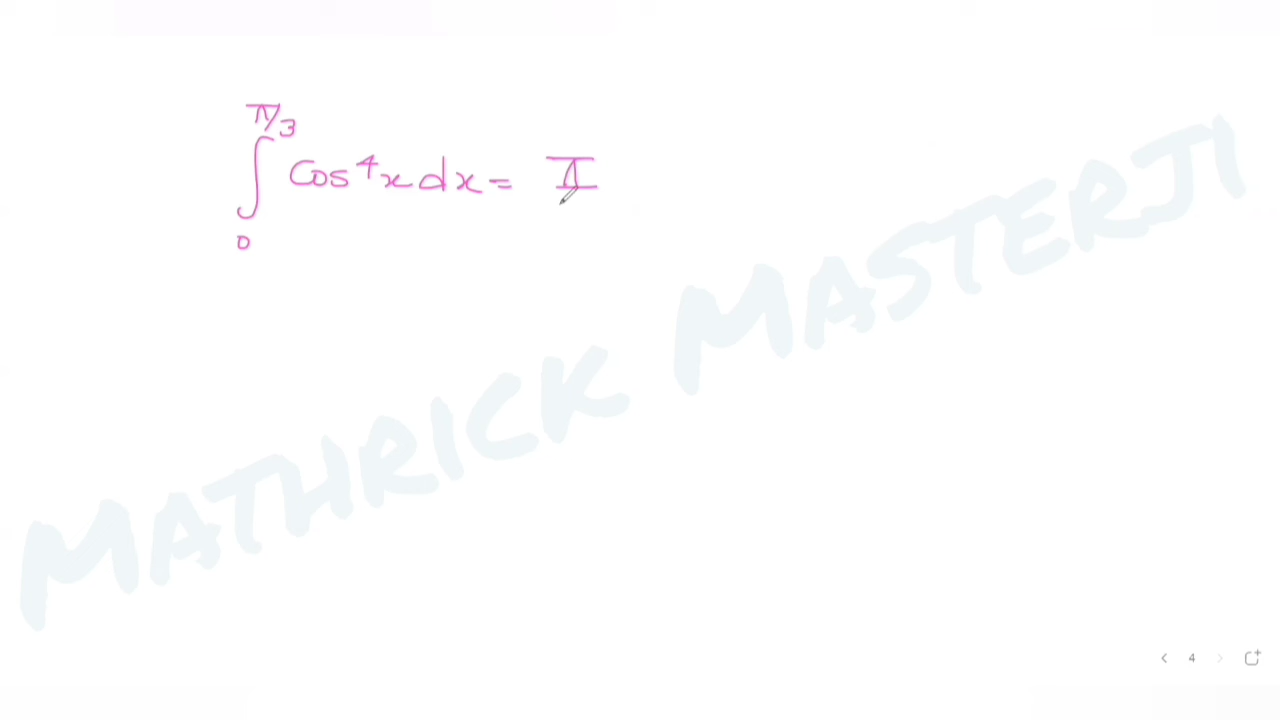 π/3
∫ cos⁴x dx = π
0
MATHRICK MASTERJI
4